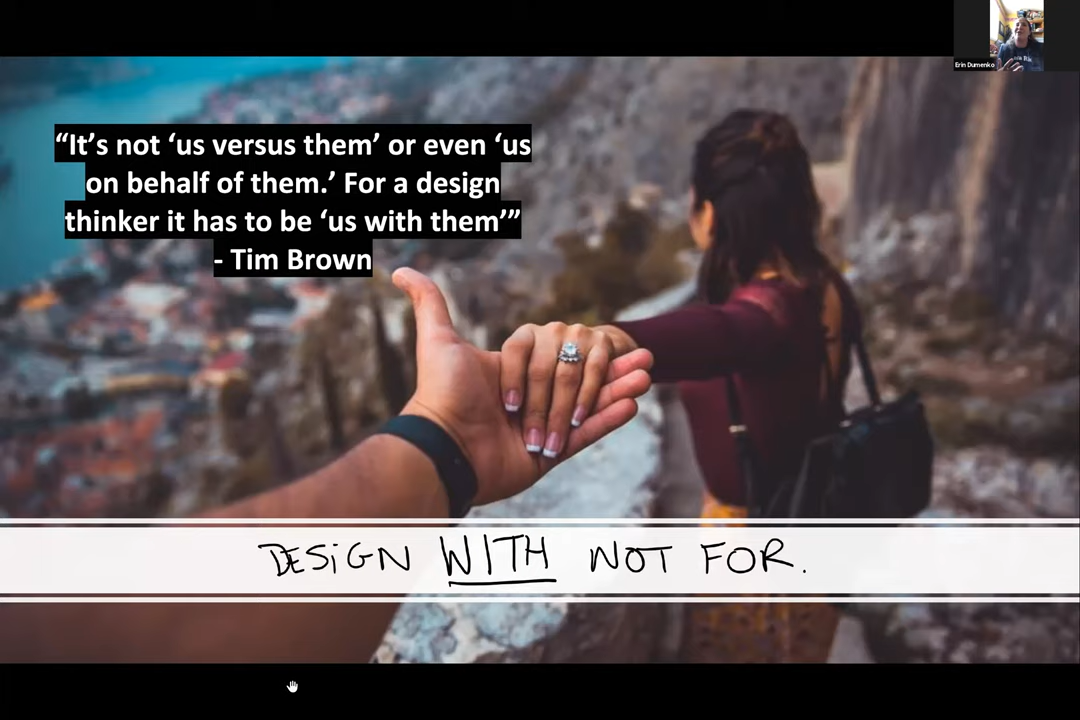 Erin Dumenko
“It’s not ‘us versus them’ or even ‘us
on behalf of them.’ For a design
thinker it has to be ‘us with them’”
- Tim Brown
DESiGN WITH NOT FOR.